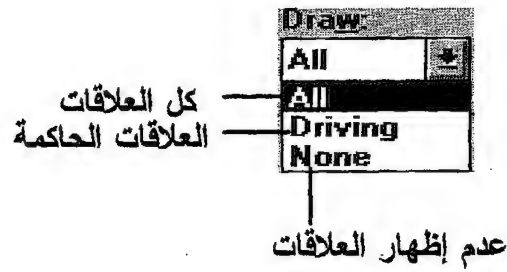 Draw:
All
All
كل العلاقات
Driving
العلاقات الحاكمة
None
عدم إظهار العلاقات